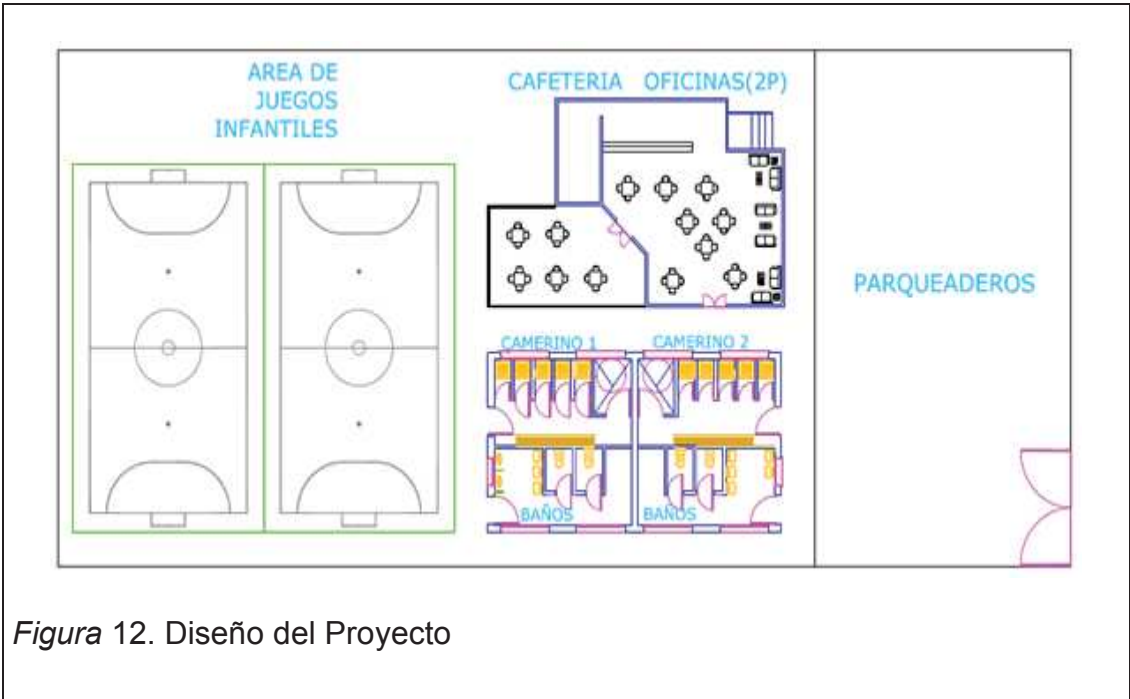 AREA DE
JUEGOS
INFANTILES
CAFETERIA OFICINAS(2P)
PARQUEADEROS
CAMERINO 1
CAMERINO 2
BAÑOS
BAÑOS
Figura 12. Diseño del Proyecto